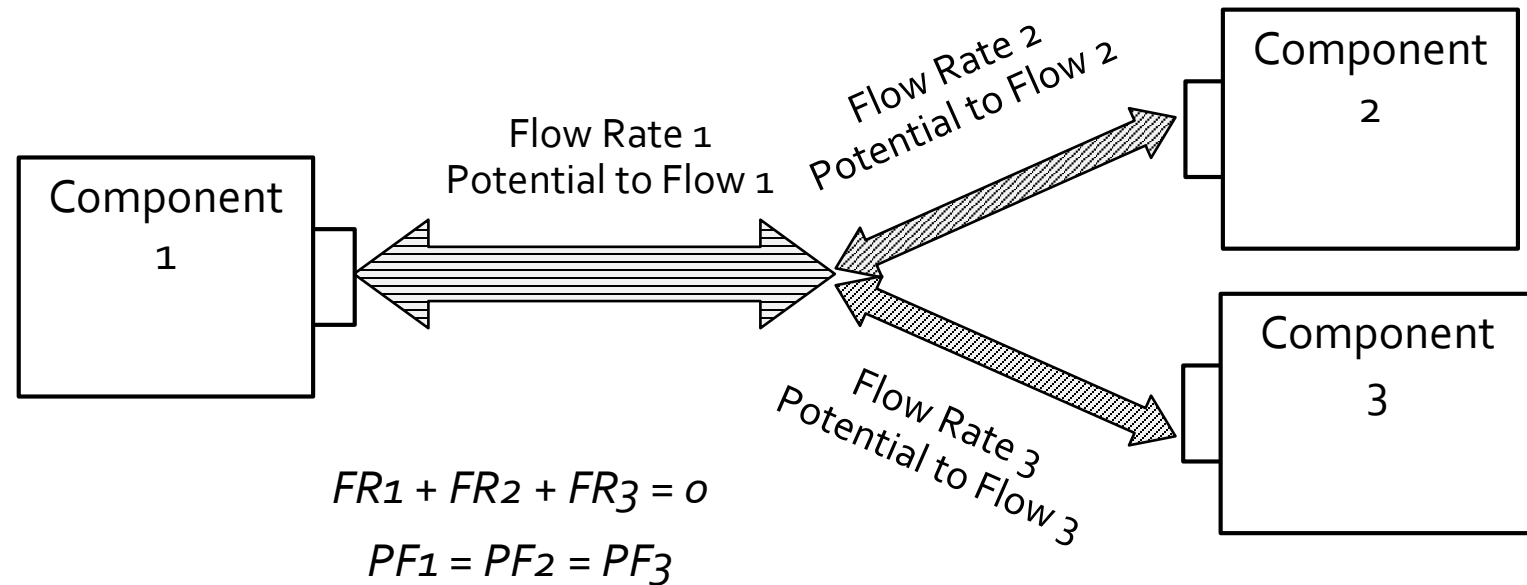 Component
1
Flow Rate 1
Potential to Flow 1
Flow Rate 2
Potential to Flow 2
Component
2
Flow Rate 3
Potential to Flow 3
Component
3
FR1 + FR2 + FR3 = 0
PF1 = PF2 = PF3